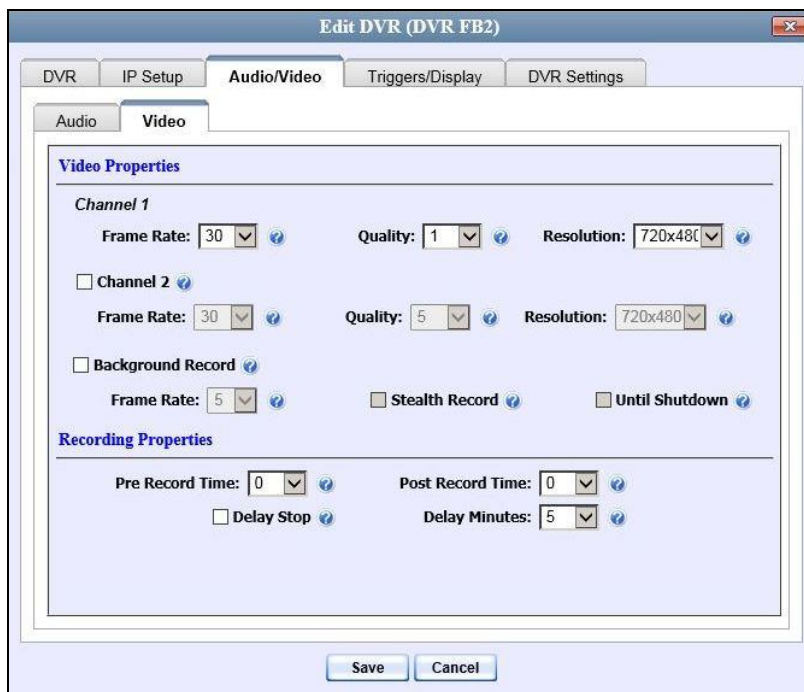 Edit DVR (DVR FB2)
DVR IP Setup Audio/Video Triggers/Display DVR Settings
Audio Video
Video Properties
Channel 1
Frame Rate: 30 Quality: 1 Resolution: 720x480
Channel 2
Frame Rate: 30 Quality: 5 Resolution: 720x480
Background Record
Frame Rate: 5 Stealth Record Until Shutdown
Recording Properties
Pre Record Time: 0 Post Record Time: 0
Delay Stop Delay Minutes: 5
Save Cancel